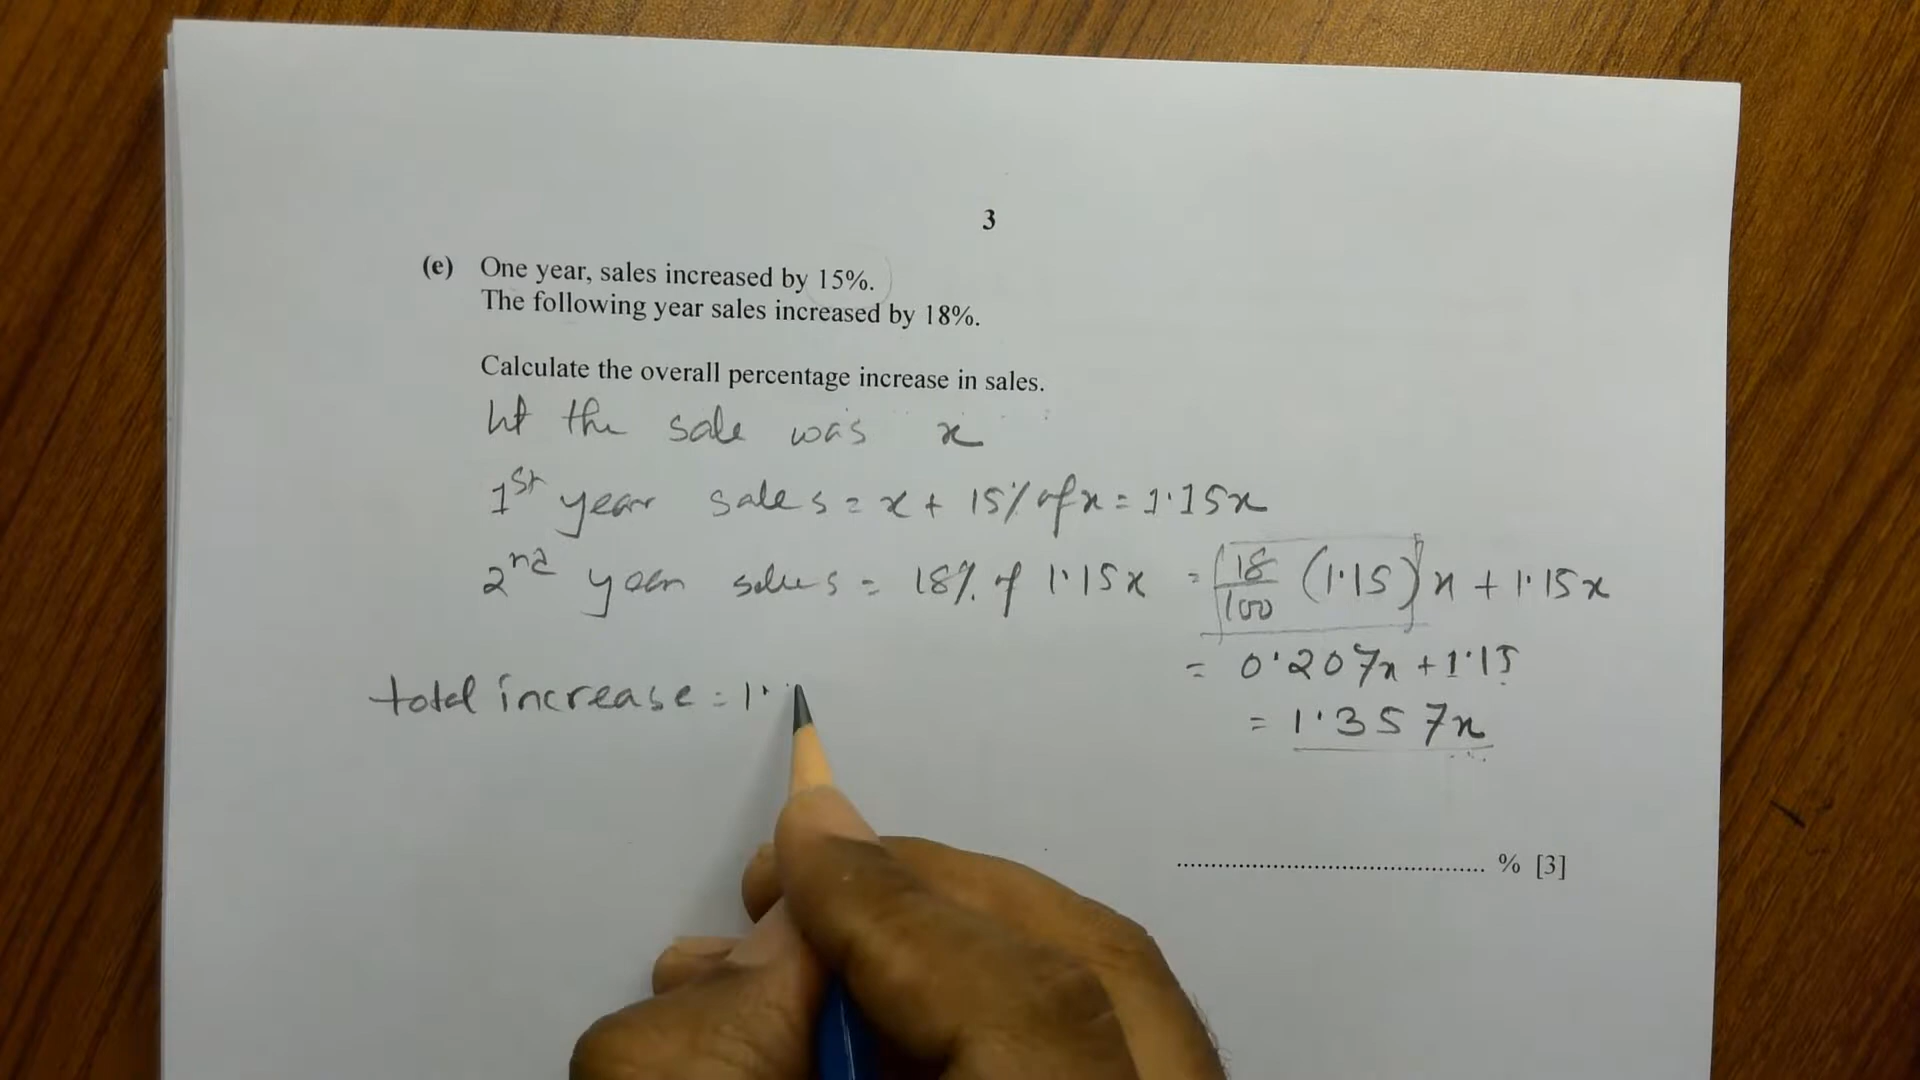 3
(e) One year, sales increased by 15%.
The following year sales increased by 18%.
Calculate the overall percentage increase in sales.
let the sale was x
1st year sales = x + 15% of x = 1.15x
2nd year sales = 18% of 1.15x = (18/100 (1.15)) x + 1.15x
= 0.207x + 1.15
= 1.357x
total increase = 1.
.......................................... % [3]